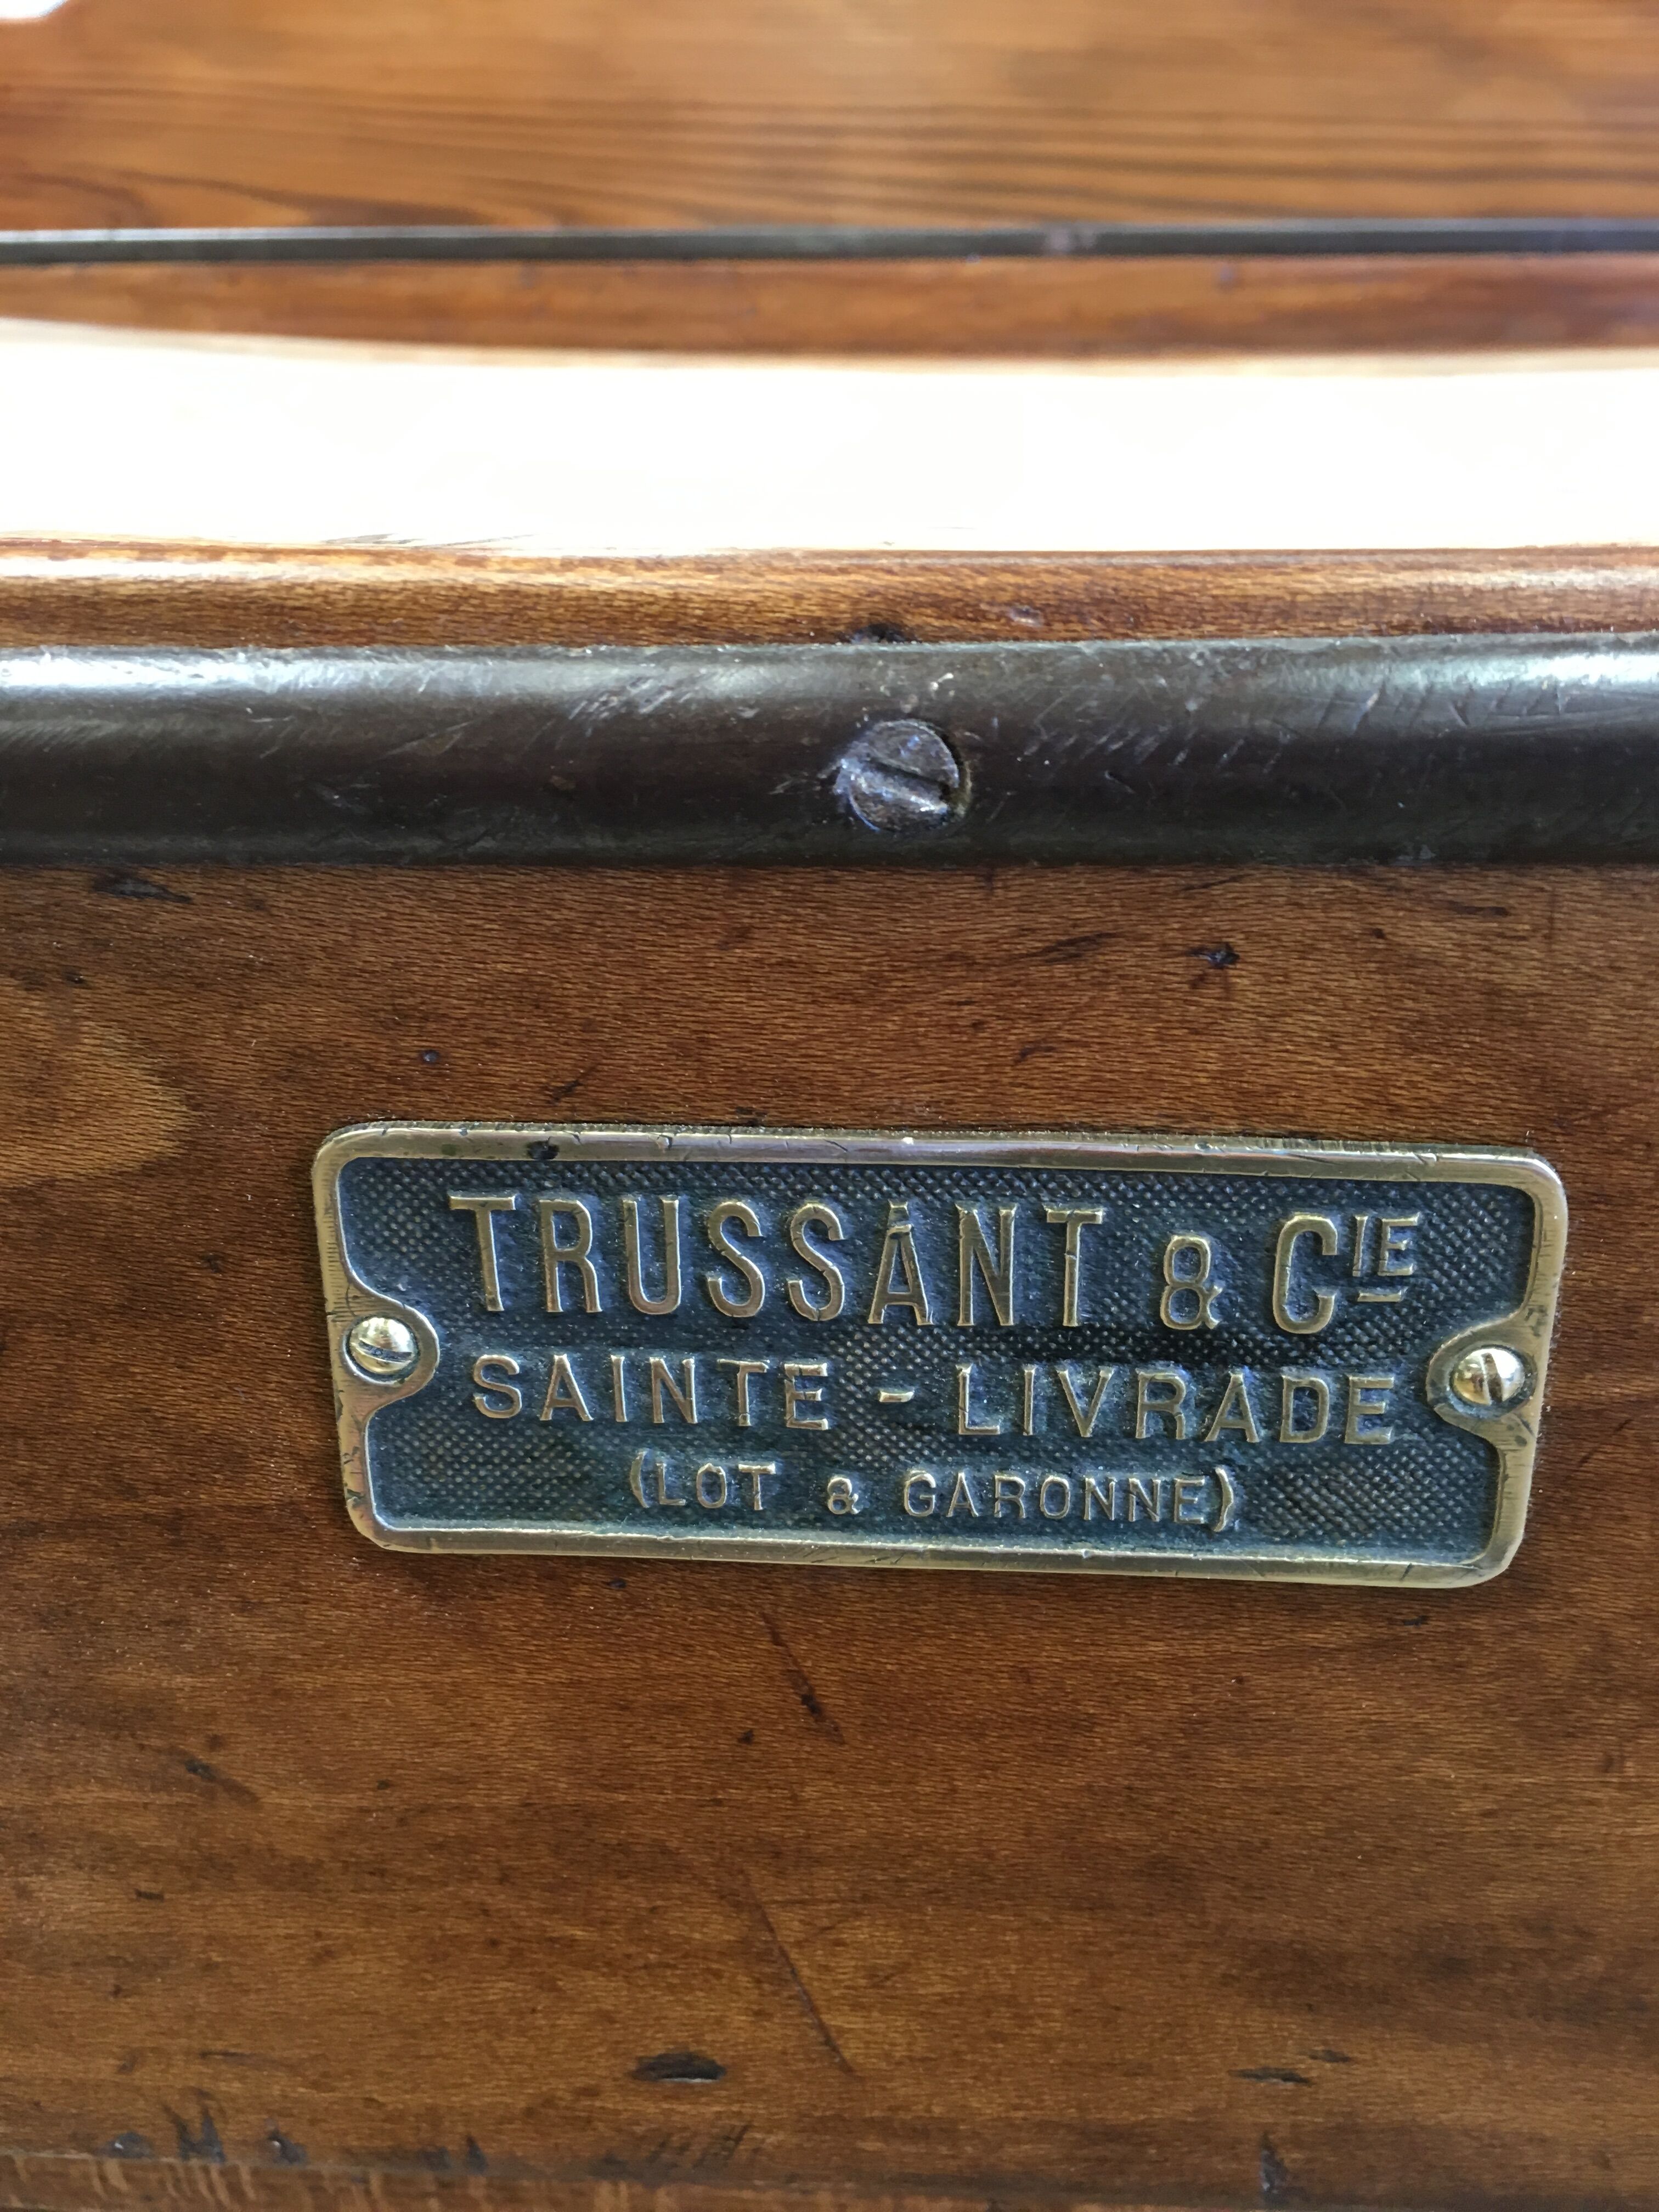 TRUSSANT & CIE
SAINTE - LIVRADE
(LOT & GARONNE)